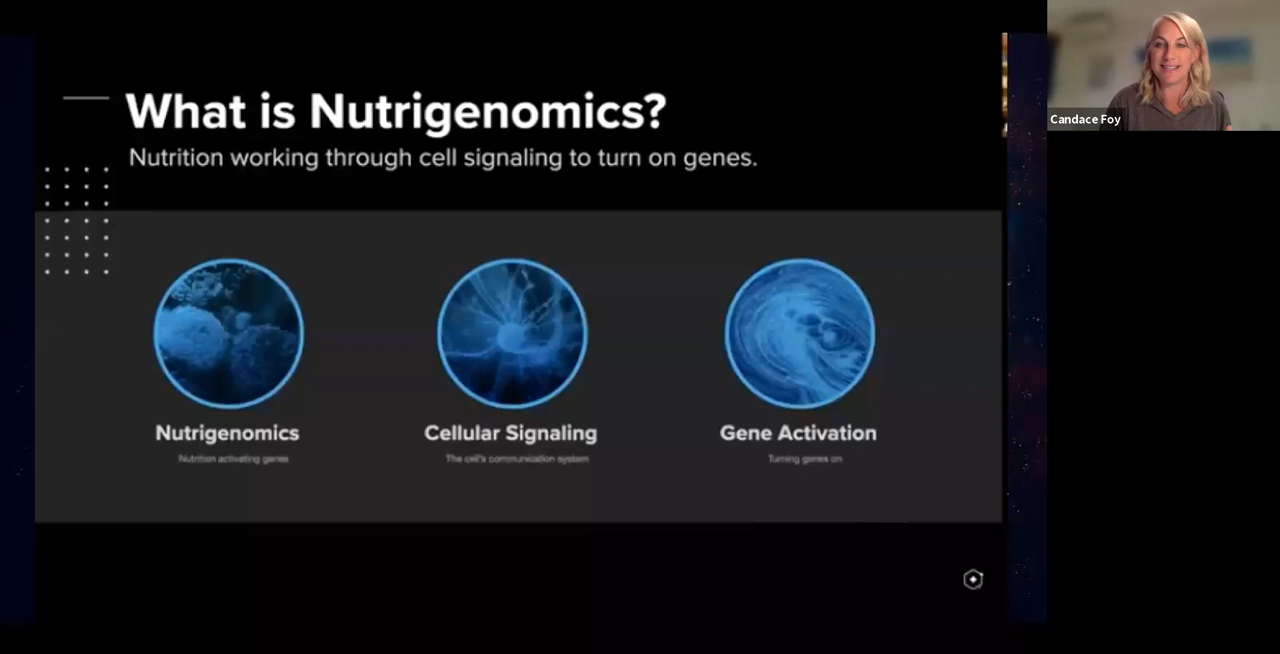 What is Nutrigenomics?
Nutrition working through cell signaling to turn on genes.
Candace Foy
Nutrigenomics
Nutrition activating genes
Cellular Signaling
The cell's communication system
Gene Activation
Turning genes on